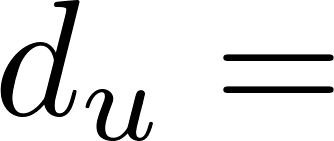 d_u =